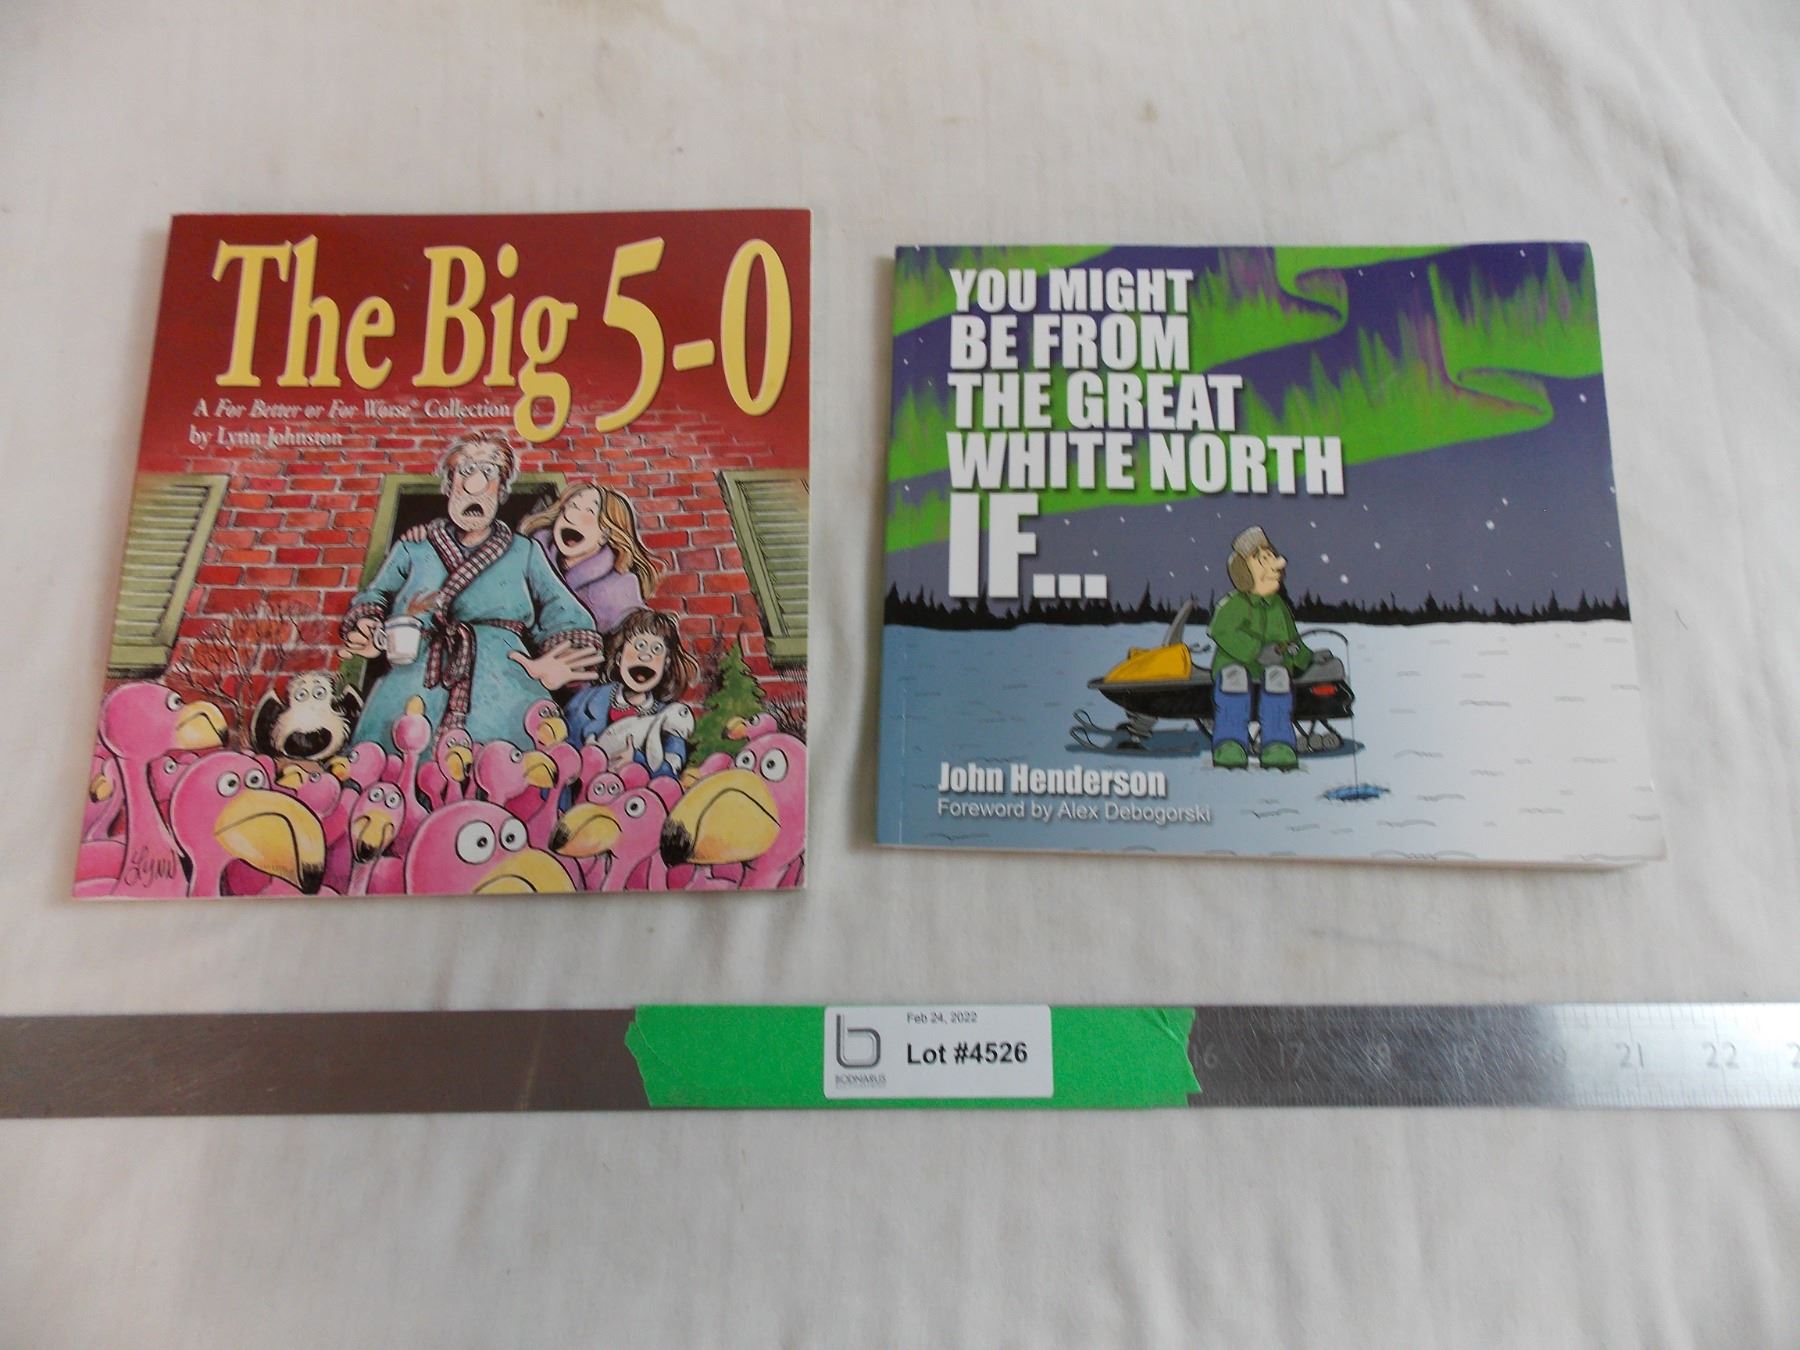 The Big 5-0
A For Better or For Worse® Collection
by Lynn Johnston
Lynn
YOU MIGHT
BE FROM
THE GREAT
WHITE NORTH
IF...
John Henderson
Foreword by Alex Debogorski
Feb 24, 2022
Lot #4526
BODNARUS
16 17 18 19 20 21 22